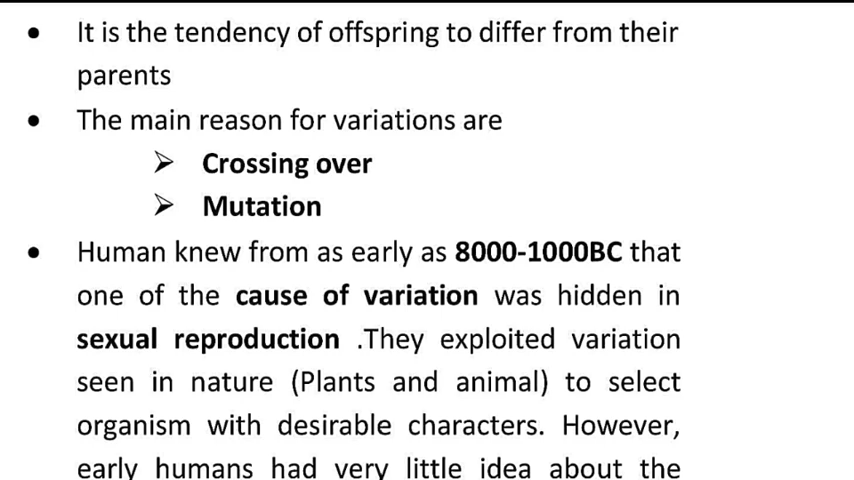 • It is the tendency of offspring to differ from their
parents
• The main reason for variations are
➢ Crossing over
➢ Mutation
• Human knew from as early as 8000-1000BC that
one of the cause of variation was hidden in
sexual reproduction .They exploited variation
seen in nature (Plants and animal) to select
organism with desirable characters. However,
early humans had very little idea about the